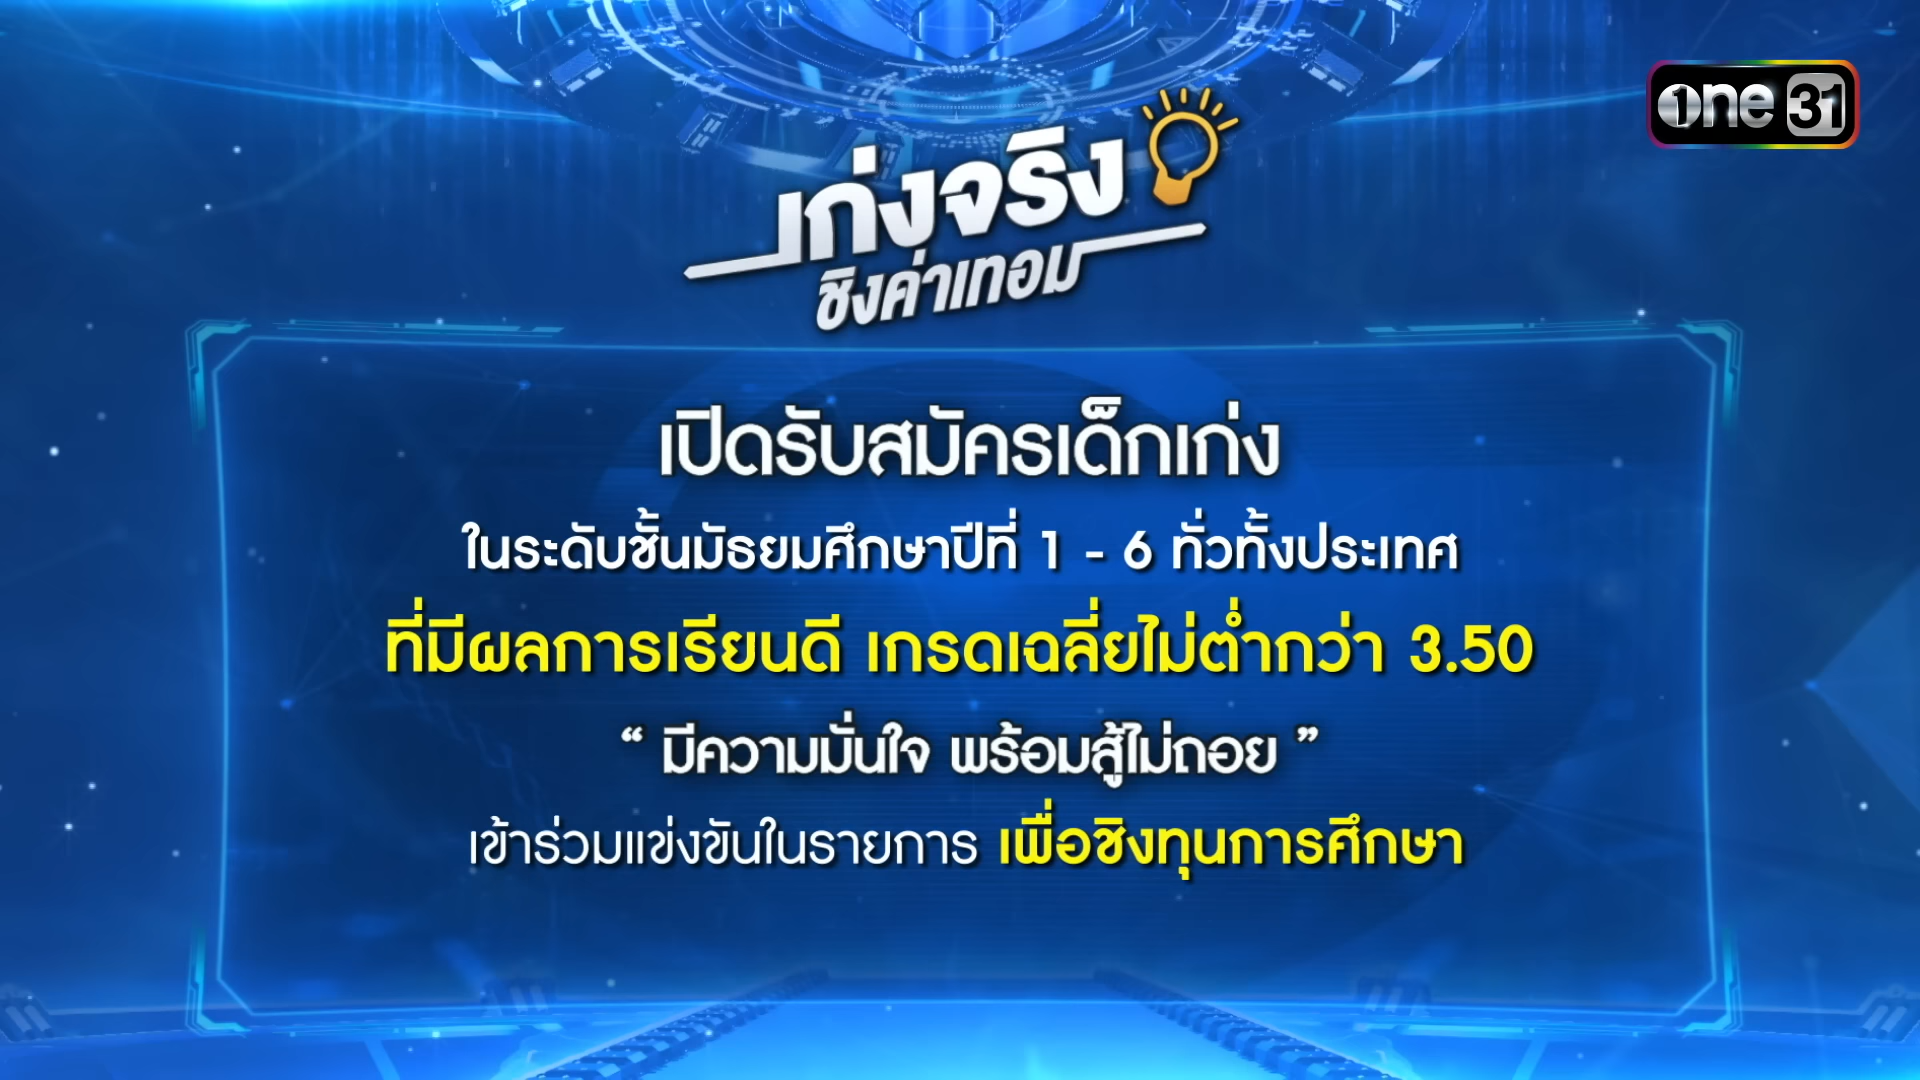 one 31
เก่งจริง
ชิงค่าเทอม
เปิดรับสมัครเด็กเก่ง
ในระดับชั้นมัธยมศึกษาปีที่ 1 - 6 ทั่วทั้งประเทศ
ที่มีผลการเรียนดี เกรดเฉลี่ยไม่ต่ำกว่า 3.50
“ มีความมั่นใจ พร้อมสู้ไม่ถอย ”
เข้าร่วมแข่งขันในรายการ เพื่อชิงทุนการศึกษา